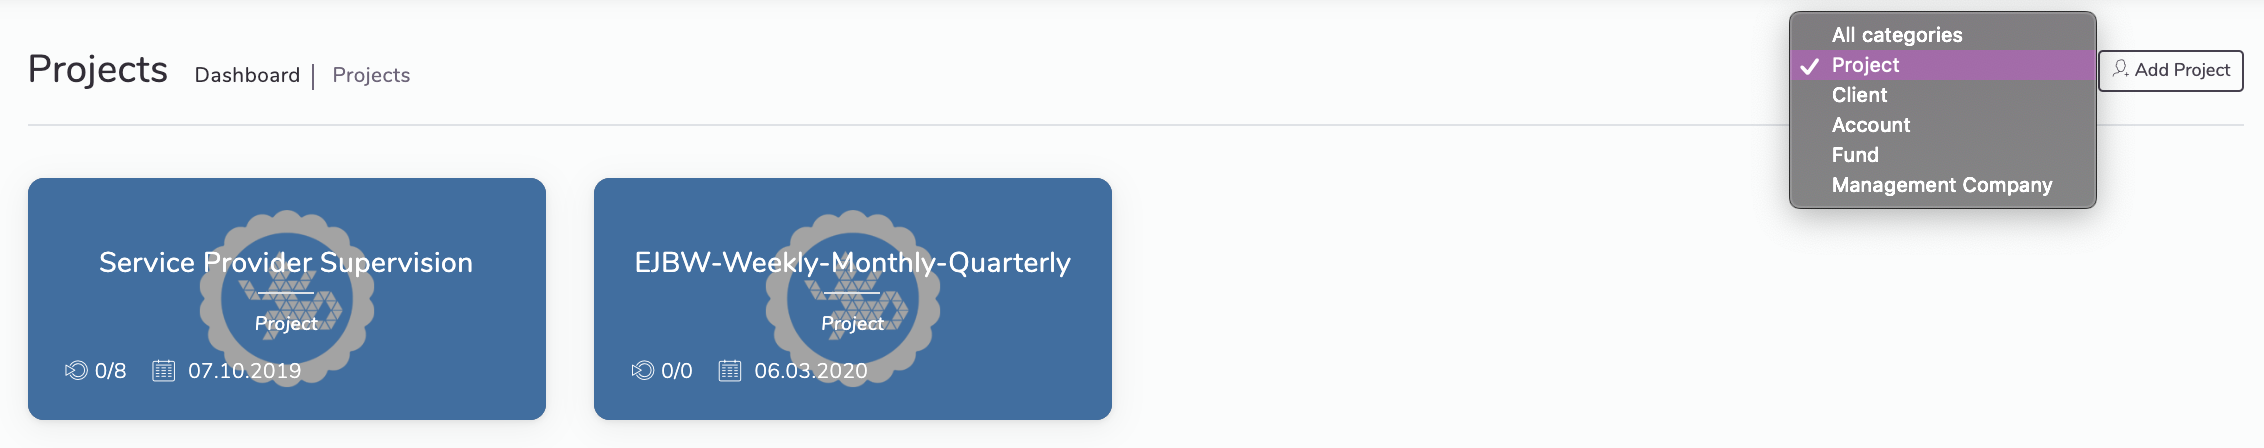 Projects
Dashboard | Projects
All categories
Project
Client
Account
Fund
Management Company
Add Project
Service Provider Supervision
Project
0/8 07.10.2019
EJBW-Weekly-Monthly-Quarterly
Project
0/0 06.03.2020